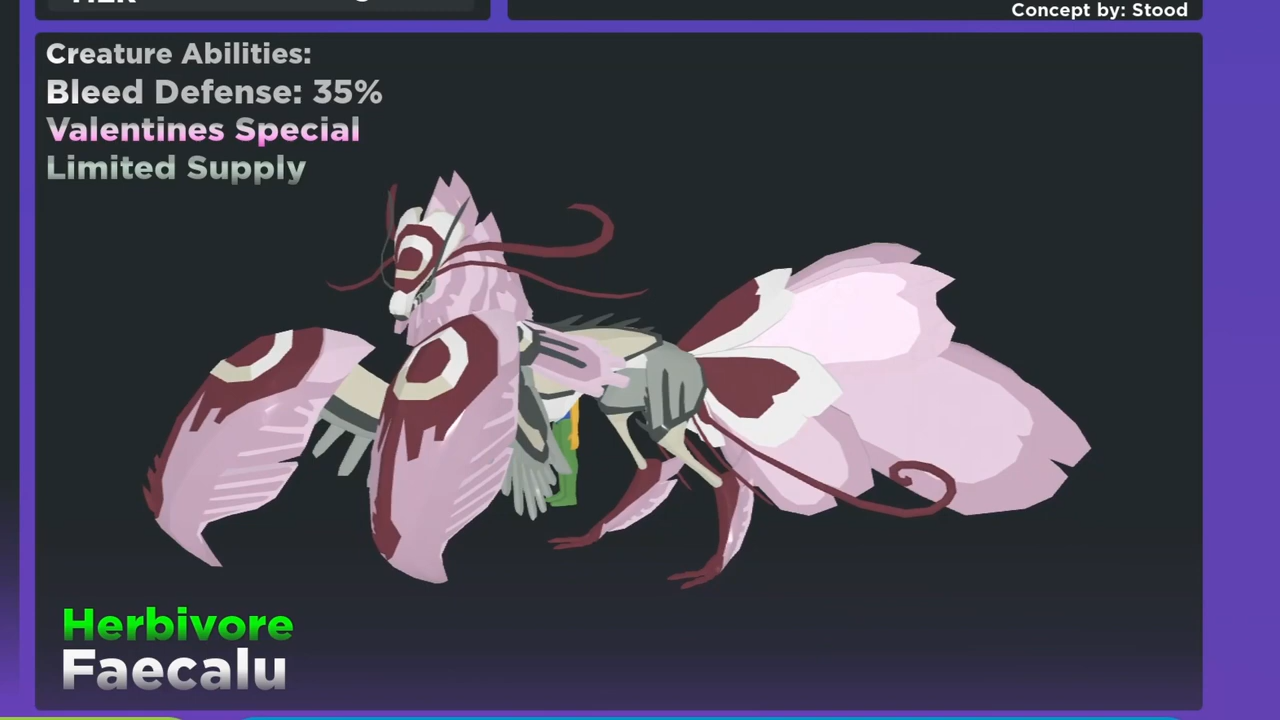 Concept by: Stood
Creature Abilities:
Bleed Defense: 35%
Valentines Special
Limited Supply
Herbivore
Faecalu